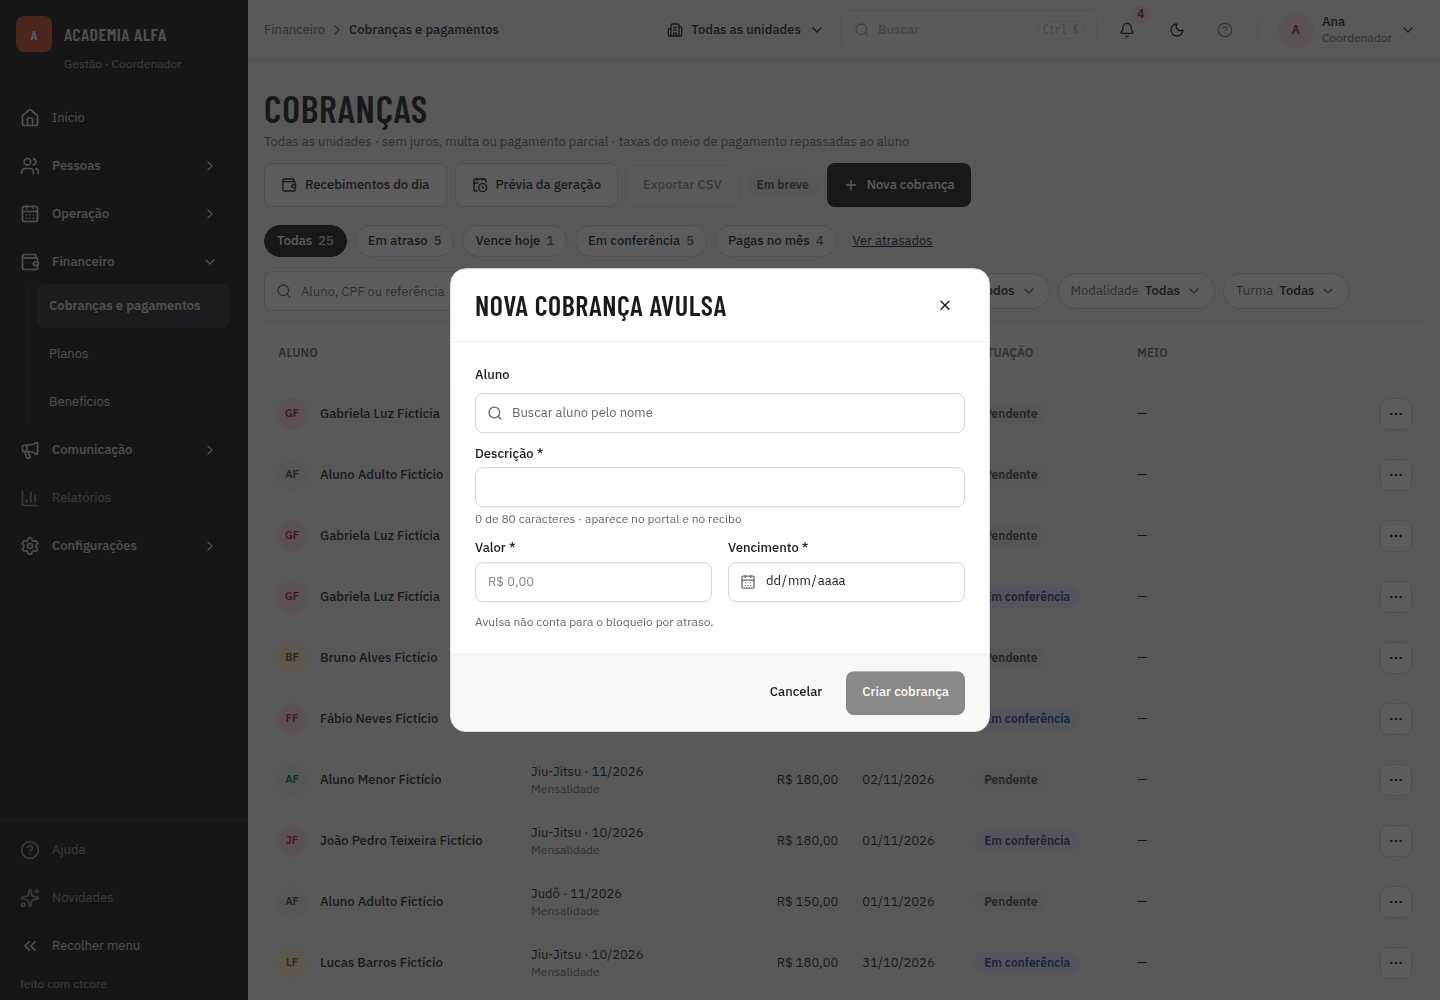 A ACADEMIA ALFA
Gestão · Coordenador
Início
Pessoas
Operação
Financeiro
Cobranças e pagamentos
Planos
Benefícios
Comunicação
Relatórios
Configurações
Ajuda
Novidades
Recolher menu
feito com ctcore
Financeiro Cobranças e pagamentos
Todas as unidades
Buscar Ctrl K
4
A Ana
Coordenador
COBRANÇAS
Todas as unidades · sem juros, multa ou pagamento parcial · taxas do meio de pagamento repassadas ao aluno
Recebimentos do dia Prévia da geração Exportar CSV Em breve Nova cobrança
Todas 25 Em atraso 5 Vence hoje 1 Em conferência 5 Pagas no mês 4 Ver atrasados
Aluno, CPF ou referência Modalidade Todas Turma Todas
ALUNO MEIO
GF Gabriela Luz Fictícia —
AF Aluno Adulto Fictício —
GF Gabriela Luz Fictícia —
GF Gabriela Luz Fictícia —
BF Bruno Alves Fictício —
FF Fábio Neves Fictício —
AF Aluno Menor Fictício Jiu-Jitsu · 11/2026 R$ 180,00 02/11/2026 Pendente —
Mensalidade
JF João Pedro Teixeira Fictício Jiu-Jitsu · 10/2026 R$ 180,00 01/11/2026 Em conferência —
Mensalidade
AF Aluno Adulto Fictício Judô · 11/2026 R$ 150,00 01/11/2026 Pendente —
Mensalidade
LF Lucas Barros Fictício Jiu-Jitsu · 10/2026 R$ 180,00 31/10/2026 Em conferência —
Mensalidade
NOVA COBRANÇA AVULSA
Aluno
Buscar aluno pelo nome
Descrição *
0 de 80 caracteres · aparece no portal e no recibo
Valor * Vencimento *
R$ 0,00 dd/mm/aaaa
Avulsa não conta para o bloqueio por atraso.
Cancelar Criar cobrança